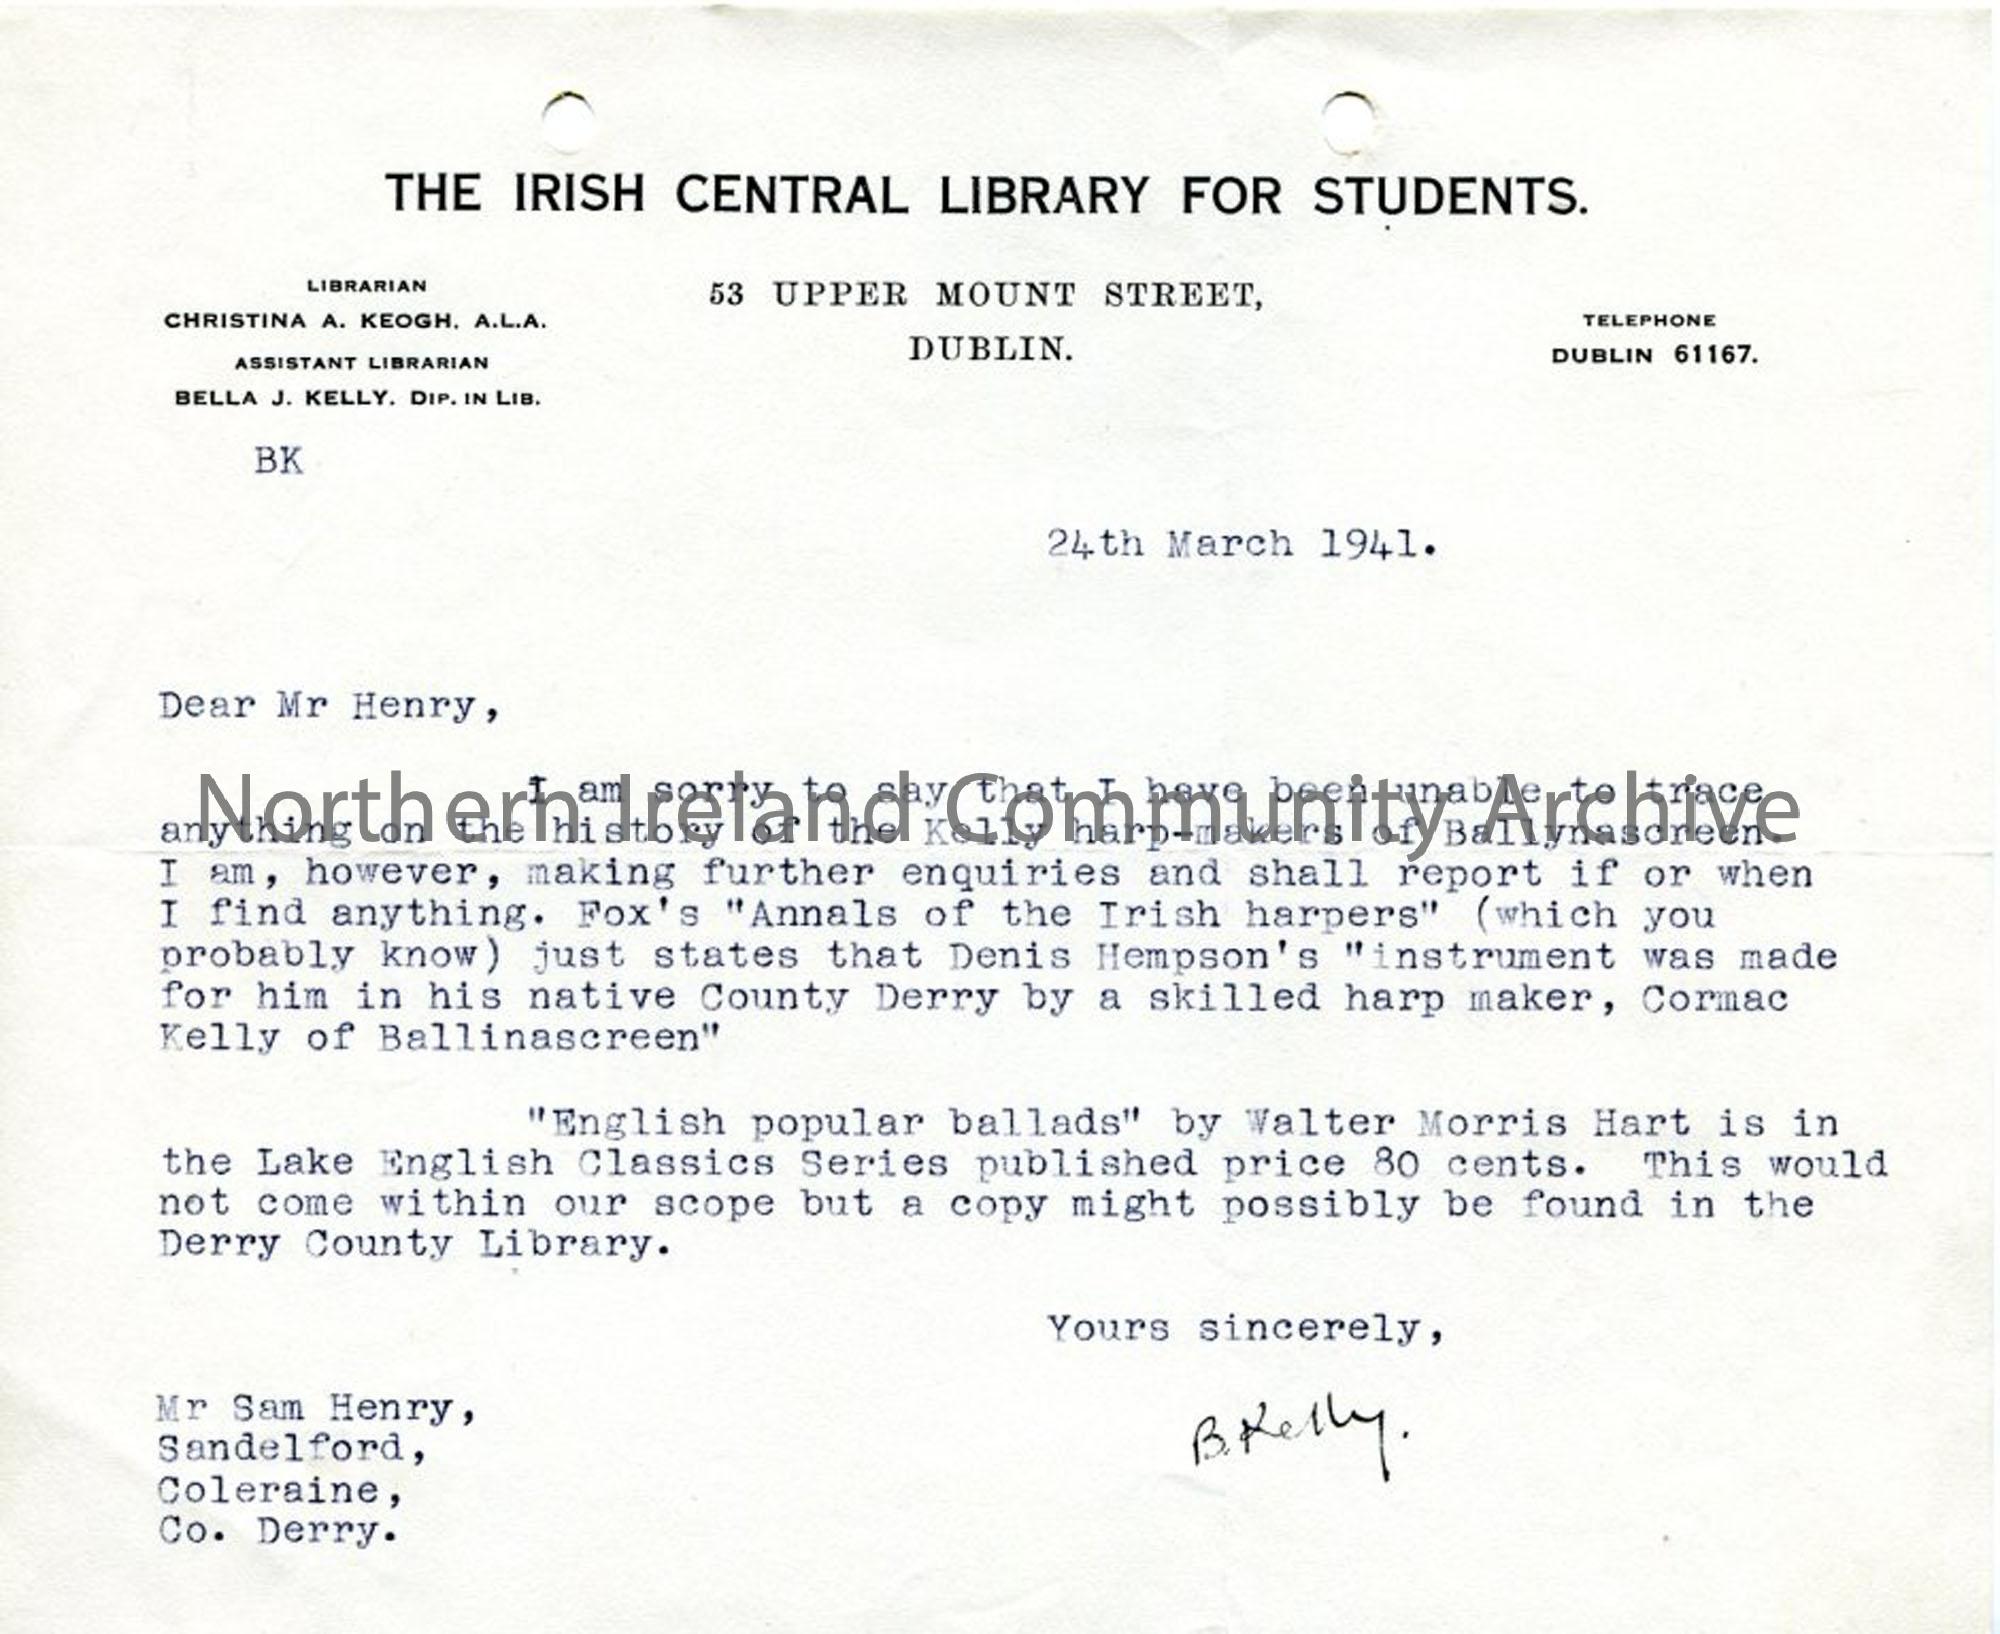 THE IRISH CENTRAL LIBRARY FOR STUDENTS.
LIBRARIAN
CHRISTINA A. KEOGH, A.L.A.
ASSISTANT LIBRARIAN
BELLA J. KELLY. DIP. IN LIB.
53 UPPER MOUNT STREET,
DUBLIN.
TELEPHONE
DUBLIN 61167.
BK
24th March 1941.
Dear Mr Henry,
I am sorry to say that I have been unable to trace
anything on the history of the Kelly harp-makers of Ballynascreen.
Northern Ireland Community Archive
I am, however, making further enquiries and shall report if or when
I find anything. Fox's "Annals of the Irish harpers" (which you
probably know) just states that Denis Hempson's "instrument was made
for him in his native County Derry by a skilled harp maker, Cormac
Kelly of Ballinascreen"
"English popular ballads" by Walter Morris Hart is in
the Lake English Classics Series published price 80 cents. This would
not come within our scope but a copy might possibly be found in the
Derry County Library.
Yours sincerely,
B. Kelly.
Mr Sam Henry,
Sandelford,
Coleraine,
Co. Derry.